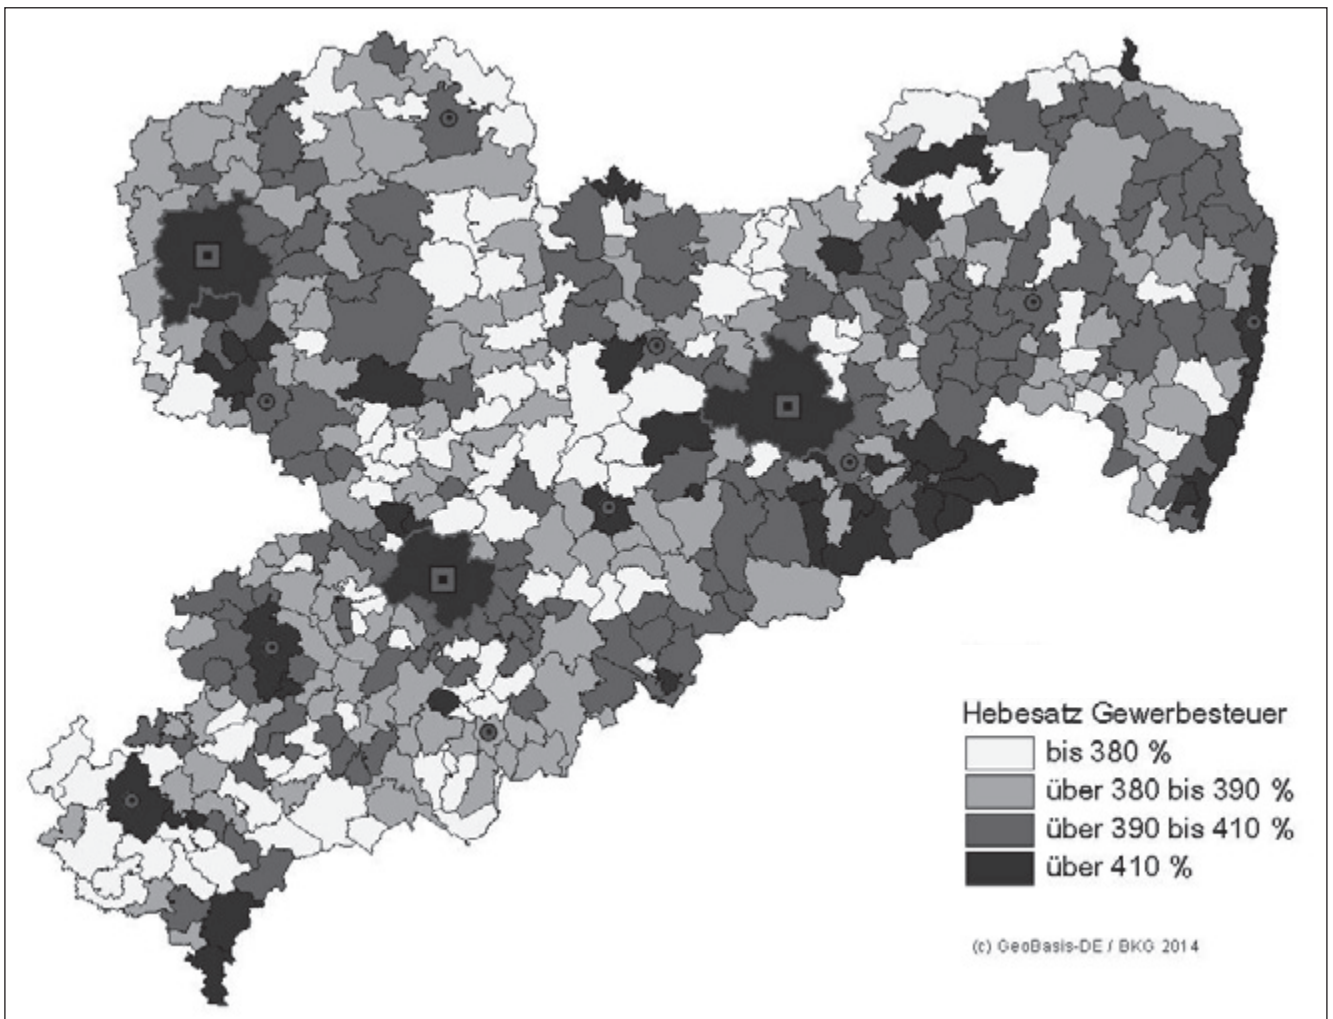 Hebesatz Gewerbesteuer
bis 380 %
über 380 bis 390 %
über 390 bis 410 %
über 410 %
(c) GeoBasis-DE / BKG 2014